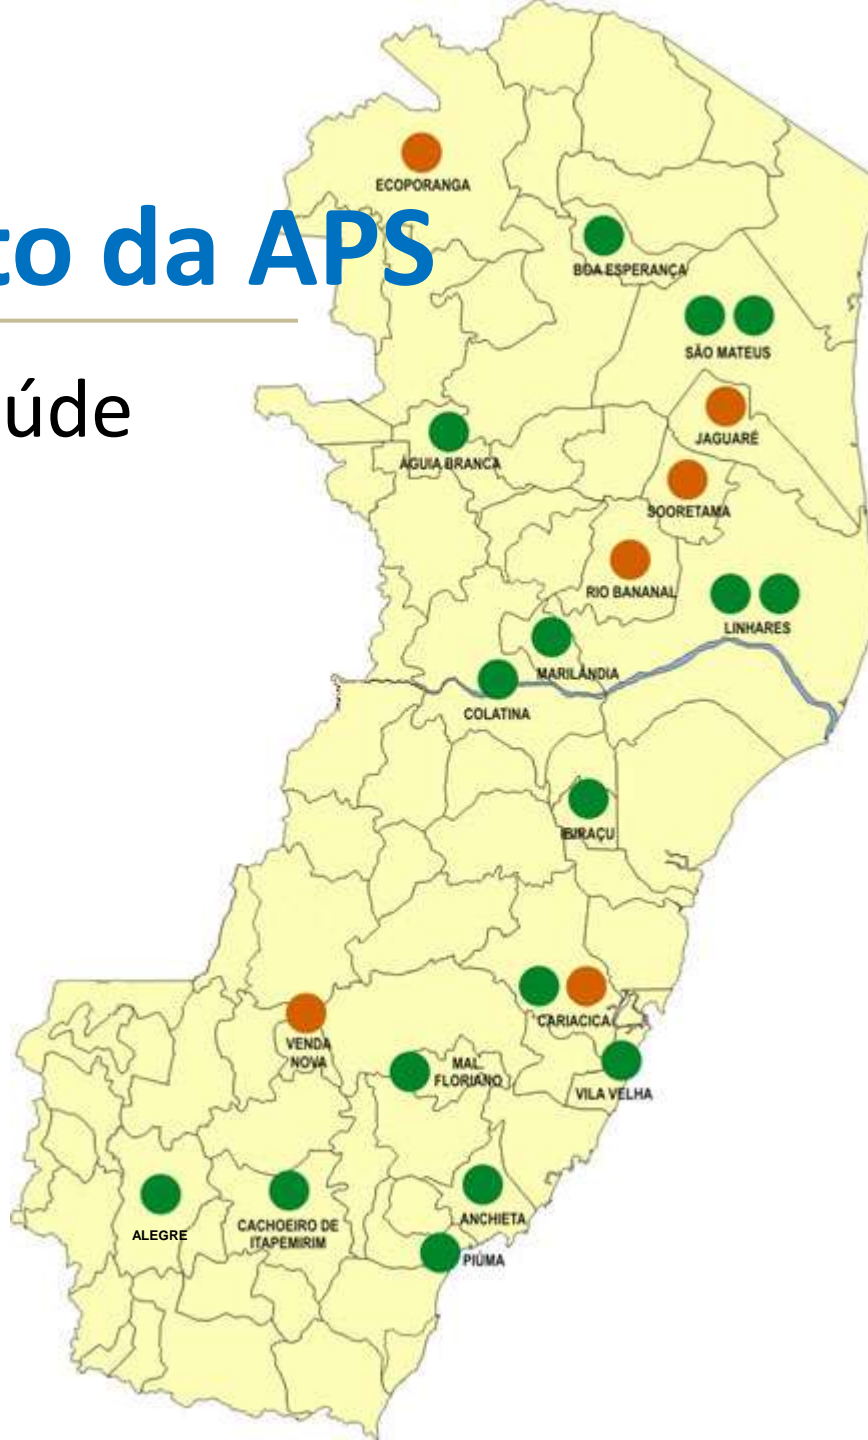 ECOPORANGA
to da APS
BOA ESPERANÇA
SÃO MATEUS
úde
JAGUARÉ
ÁGUIA BRANCA
SOORETAMA
RIO BANANAL
LINHARES
MARILÂNDIA
COLATINA
IBIRAÇU
CARIACICA
VENDA
NOVA
MAL.
FLORIANO
VILA VELHA
ANCHIETA
CACHOEIRO DE
ITAPEMIRIM
ALEGRE
PIÚMA